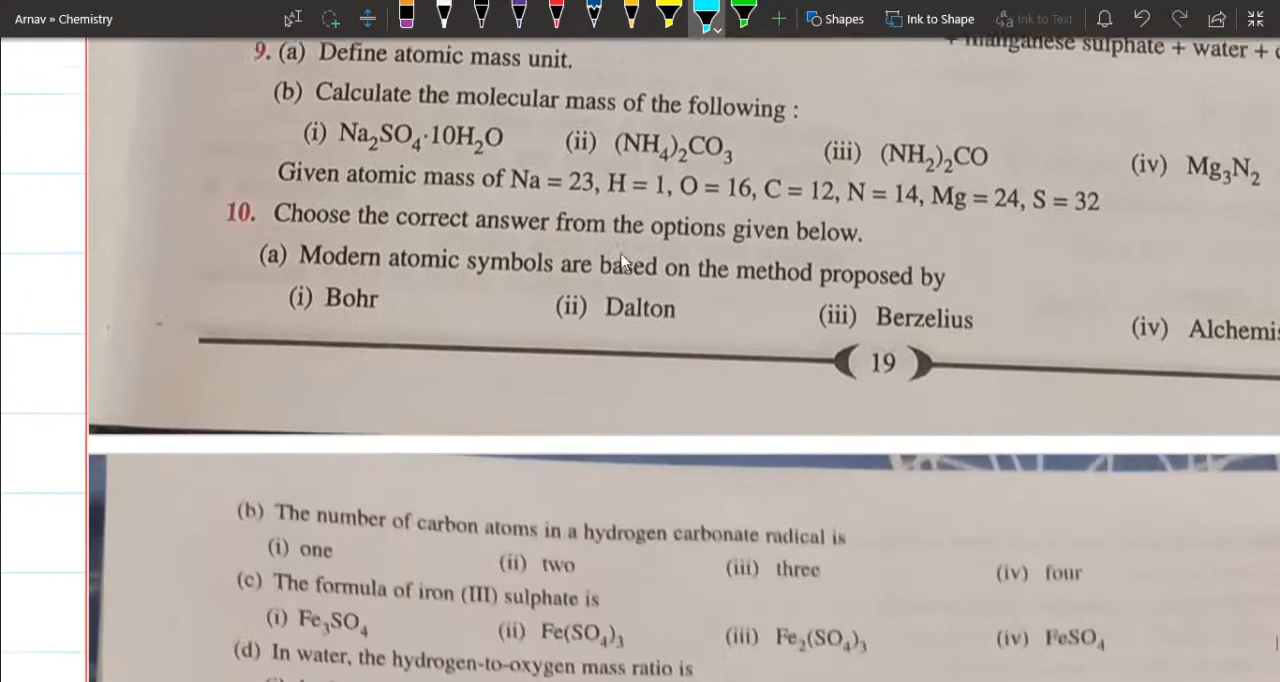 Arnav » Chemistry
Shapes
Ink to Shape
Ink to Text
+ manganese sulphate + water +
9. (a) Define atomic mass unit.
(b) Calculate the molecular mass of the following :
(i) Na₂SO₄·10H₂O (ii) (NH₄)₂CO₃ (iii) (NH₂)₂CO (iv) Mg₃N₂
Given atomic mass of Na = 23, H = 1, O = 16, C = 12, N = 14, Mg = 24, S = 32
10. Choose the correct answer from the options given below.
(a) Modern atomic symbols are based on the method proposed by
(i) Bohr (ii) Dalton (iii) Berzelius (iv) Alchemis
19
(b) The number of carbon atoms in a hydrogen carbonate radical is
(i) one (ii) two (iii) three (iv) four
(c) The formula of iron (III) sulphate is
(i) Fe₃SO₄ (ii) Fe(SO₄)₃ (iii) Fe₂(SO₄)₃ (iv) FeSO₄
(d) In water, the hydrogen-to-oxygen mass ratio is